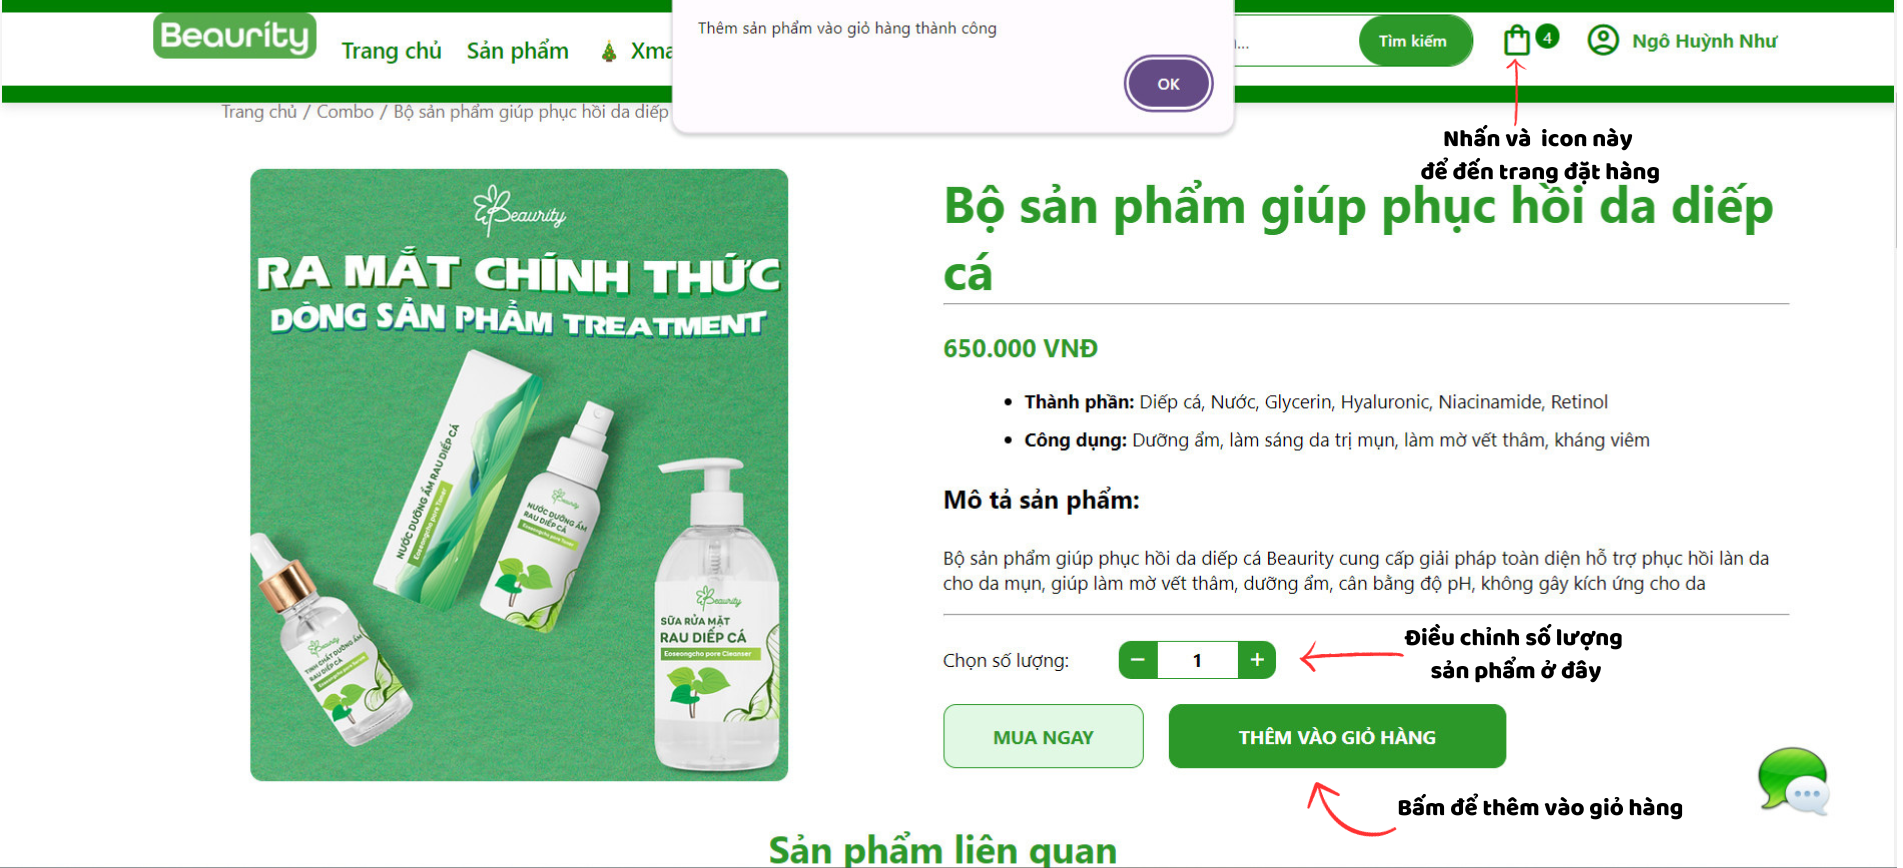 Beaurity
Trang chủ
Sản phẩm
Xma
Thêm sản phẩm vào giỏ hàng thành công
OK
...
Tìm kiếm
4
Ngô Huỳnh Như
Trang chủ / Combo / Bộ sản phẩm giúp phục hồi da diếp
Nhấn và icon này
để đến trang đặt hàng
Beaurity
RA MẮT CHÍNH THỨC
DÒNG SẢN PHẨM TREATMENT
NƯỚC DƯỠNG ẨM RAU DIẾP CÁ
Eoseongcho pore Toner
Beaurity
NƯỚC DƯỠNG ẨM
RAU DIẾP CÁ
Eoseongcho pore Toner
Beaurity
TINH CHẤT DƯỠNG ẨM
RAU DIẾP CÁ
Beaurity
SỮA RỬA MẶT
RAU DIẾP CÁ
Eoseongcho pore Cleanser
Bộ sản phẩm giúp phục hồi da diếp
cá
650.000 VNĐ
• Thành phần: Diếp cá, Nước, Glycerin, Hyaluronic, Niacinamide, Retinol
• Công dụng: Dưỡng ẩm, làm sáng da trị mụn, làm mờ vết thâm, kháng viêm
Mô tả sản phẩm:
Bộ sản phẩm giúp phục hồi da diếp cá Beaurity cung cấp giải pháp toàn diện hỗ trợ phục hồi làn da
cho da mụn, giúp làm mờ vết thâm, dưỡng ẩm, cân bằng độ pH, không gây kích ứng cho da
Chọn số lượng:
− 1 +
Điều chỉnh số lượng
sản phẩm ở đây
MUA NGAY
THÊM VÀO GIỎ HÀNG
Bấm để thêm vào giỏ hàng
Sản phẩm liên quan